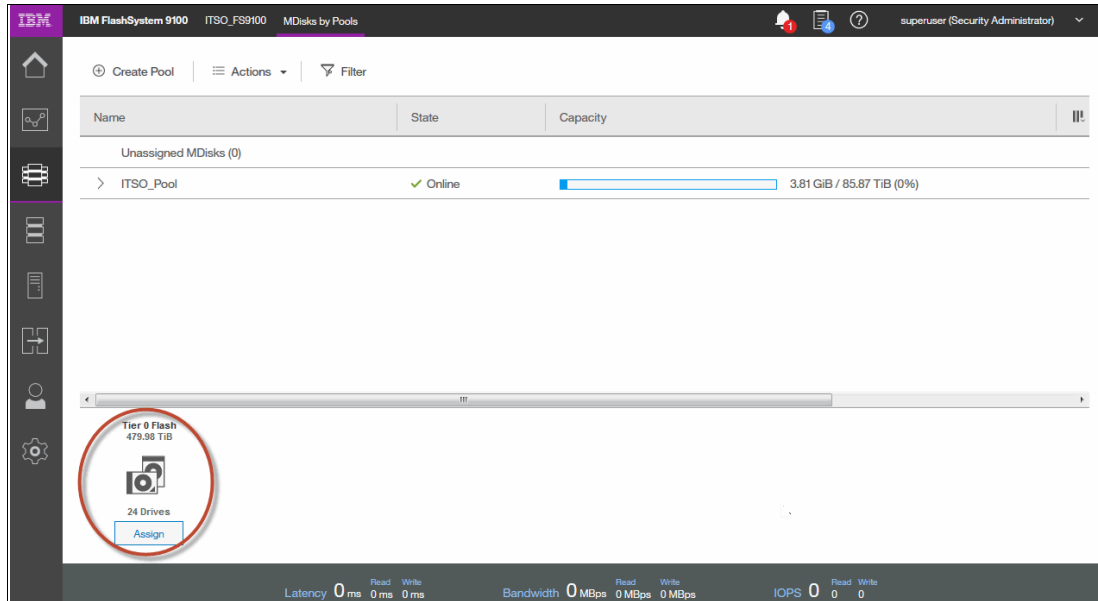 IBM IBM FlashSystem 9100 ITSO_FS9100 MDisks by Pools 1 4 ? superuser (Security Administrator)
Create Pool Actions Filter
Name State Capacity
Unassigned MDisks (0)
ITSO_Pool Online 3.81 GiB / 85.87 TiB (0%)
Tier 0 Flash
479.98 TiB
24 Drives
Assign
Latency 0 ms Read 0 ms Write 0 ms Bandwidth 0 MBps Read 0 MBps Write 0 MBps IOPS 0 Read 0 Write 0